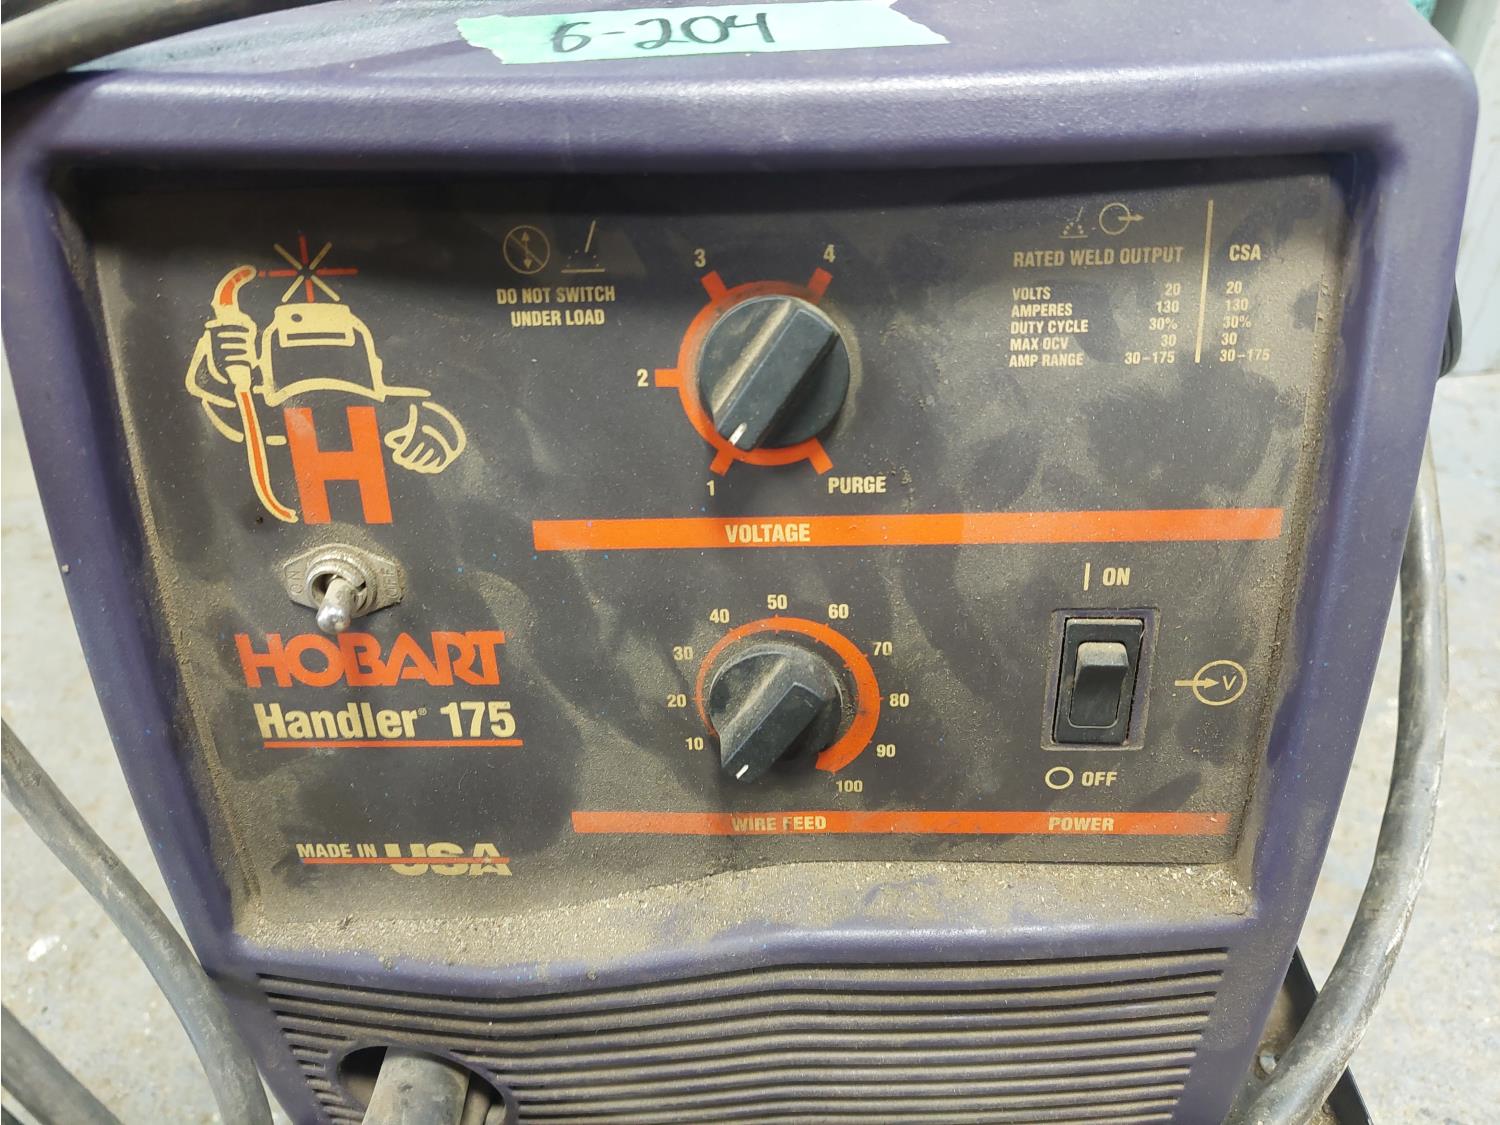 6-204
DO NOT SWITCH
UNDER LOAD
3
4
2
1
PURGE
VOLTAGE
RATED WELD OUTPUT CSA
VOLTS 20 20
AMPERES 130 130
DUTY CYCLE 30% 30%
MAX OCV 30 30
AMP RANGE 30-175 30-175
H
ON
HOBART
Handler® 175
MADE IN USA
10
20
30
40
50
60
70
80
90
100
WIRE FEED
| ON
V
OFF
POWER